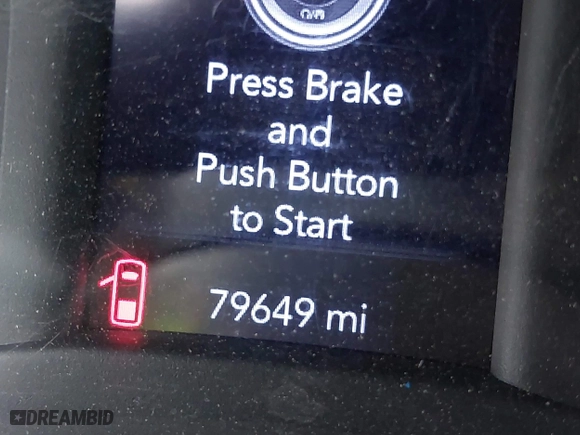 Press Brake
and
Push Button
to Start
79649 mi
DREAMBID